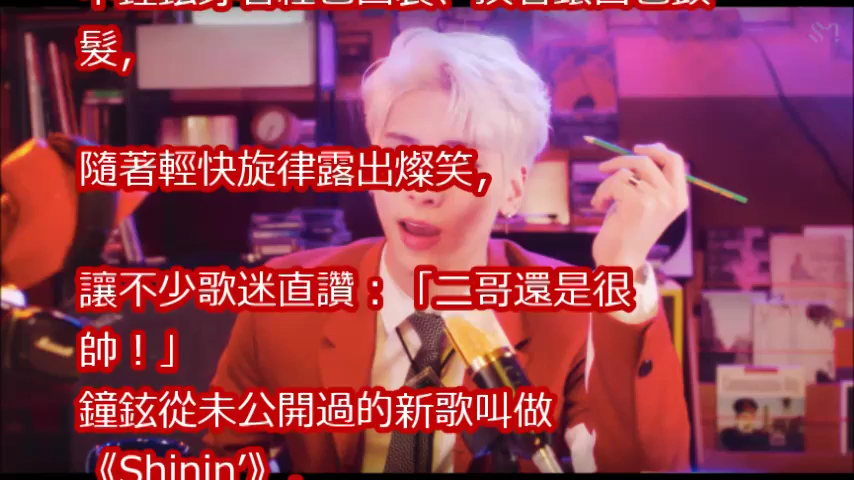 髮，
隨著輕快旋律露出燦笑，
讓不少歌迷直讚：「二哥還是很
帥！」
鐘鉉從未公開過的新歌叫做
《Shinin’》，